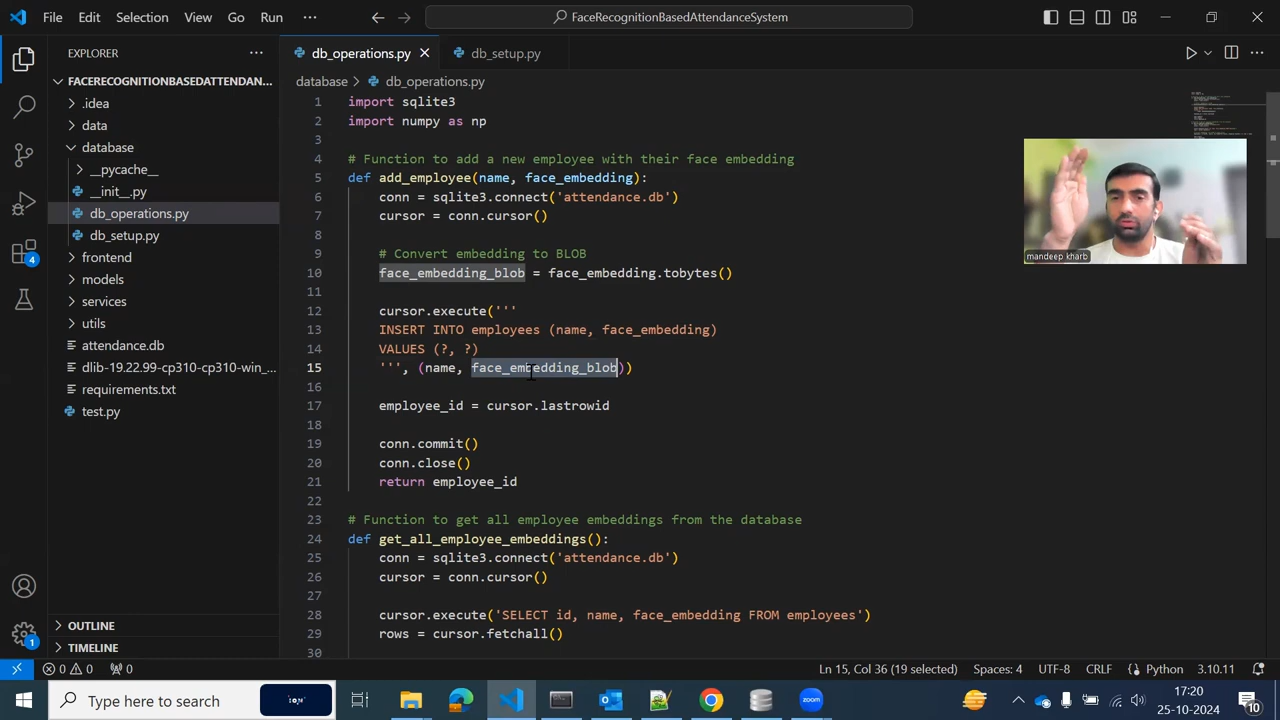 File Edit Selection View Go Run ··· FaceRecognitionBasedAttendanceSystem
EXPLORER ···
FACERECOGNITIONBASEDATTENDAN...
.idea
data
database
__pycache__
__init__.py
db_operations.py
db_setup.py
frontend
models
services
utils
attendance.db
dlib-19.22.99-cp310-cp310-win_...
requirements.txt
test.py
OUTLINE
TIMELINE
4
1
db_operations.py db_setup.py
database > db_operations.py
1 import sqlite3
2 import numpy as np
3
4 # Function to add a new employee with their face embedding
5 def add_employee(name, face_embedding):
6 conn = sqlite3.connect('attendance.db')
7 cursor = conn.cursor()
8
9 # Convert embedding to BLOB
10 face_embedding_blob = face_embedding.tobytes()
11
12 cursor.execute('''
13 INSERT INTO employees (name, face_embedding)
14 VALUES (?, ?)
15 ''', (name, face_embedding_blob))
16
17 employee_id = cursor.lastrowid
18
19 conn.commit()
20 conn.close()
21 return employee_id
22
23 # Function to get all employee embeddings from the database
24 def get_all_employee_embeddings():
25 conn = sqlite3.connect('attendance.db')
26 cursor = conn.cursor()
27
28 cursor.execute('SELECT id, name, face_embedding FROM employees')
29 rows = cursor.fetchall()
30
mandeep kharb
0 0 0 Ln 15, Col 36 (19 selected) Spaces: 4 UTF-8 CRLF Python 3.10.11
Type here to search
17:20
25-10-2024
10